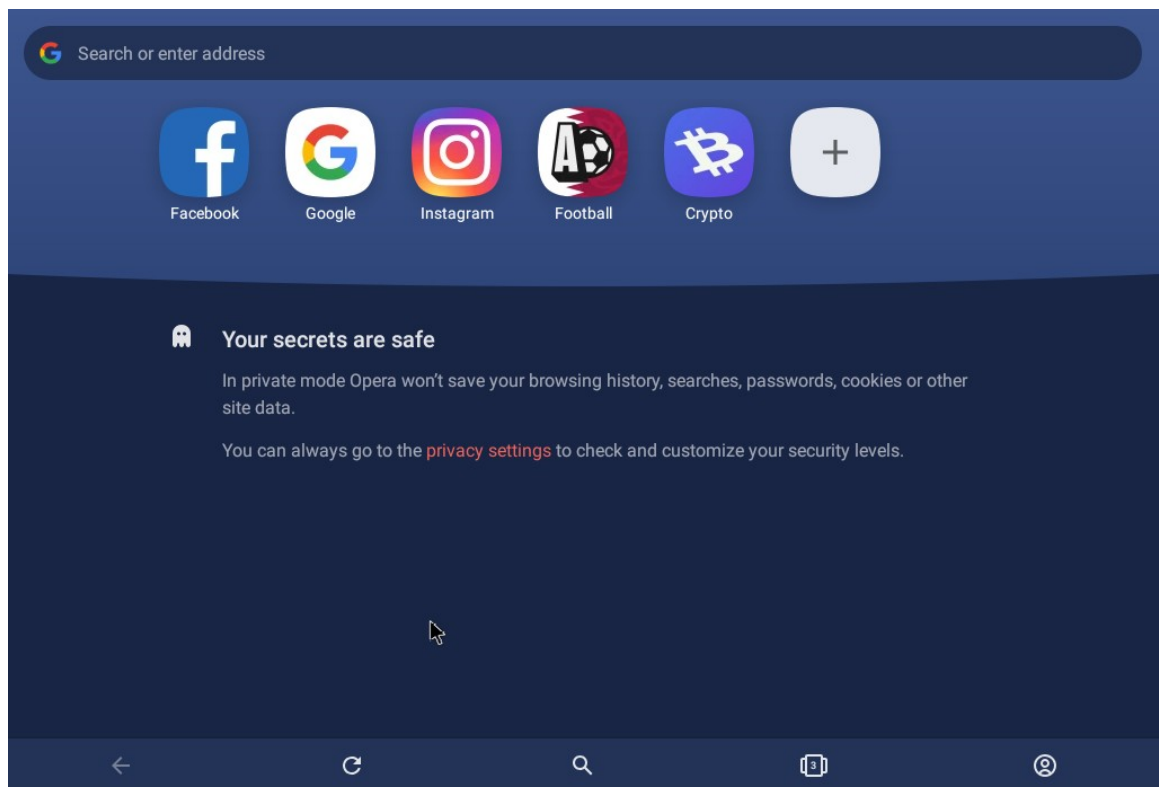 Search or enter address
Facebook
Google
Instagram
Football
Crypto
Your secrets are safe
In private mode Opera won't save your browsing history, searches, passwords, cookies or other
site data.
You can always go to the privacy settings to check and customize your security levels.
3